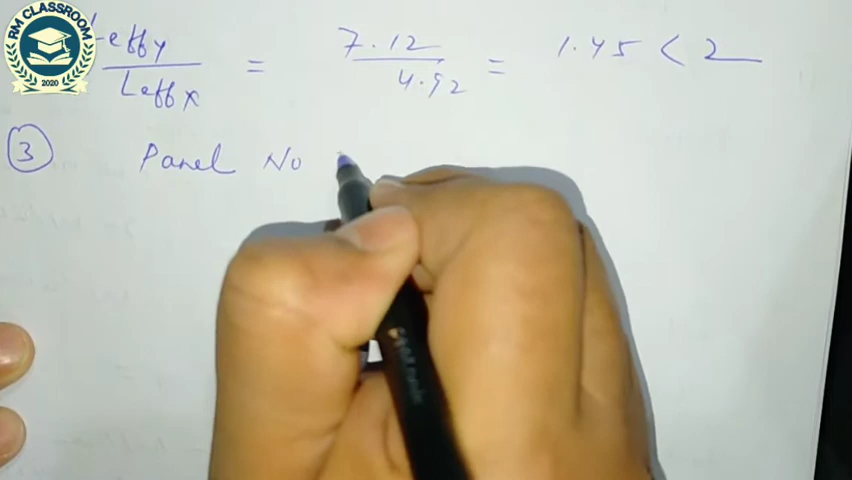 RM CLASSROOM
2020
Leffy / Leffx = 7.12 / 4.92 = 1.45 < 2
3 Panel No